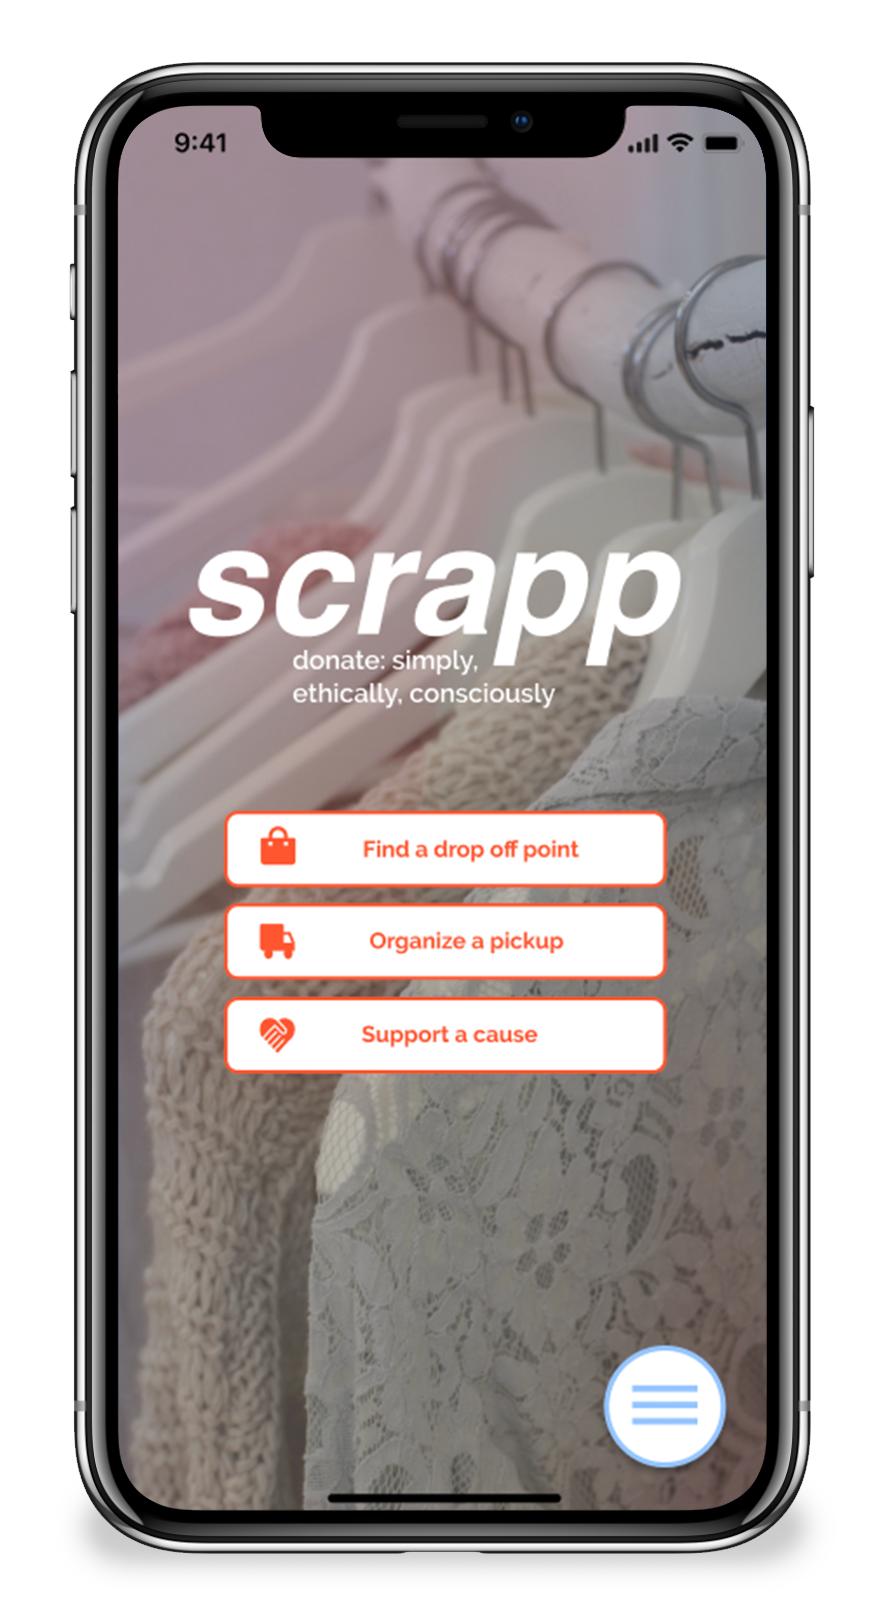 9:41
scrapp
donate: simply,
ethically, consciously
Find a drop off point
Organize a pickup
Support a cause